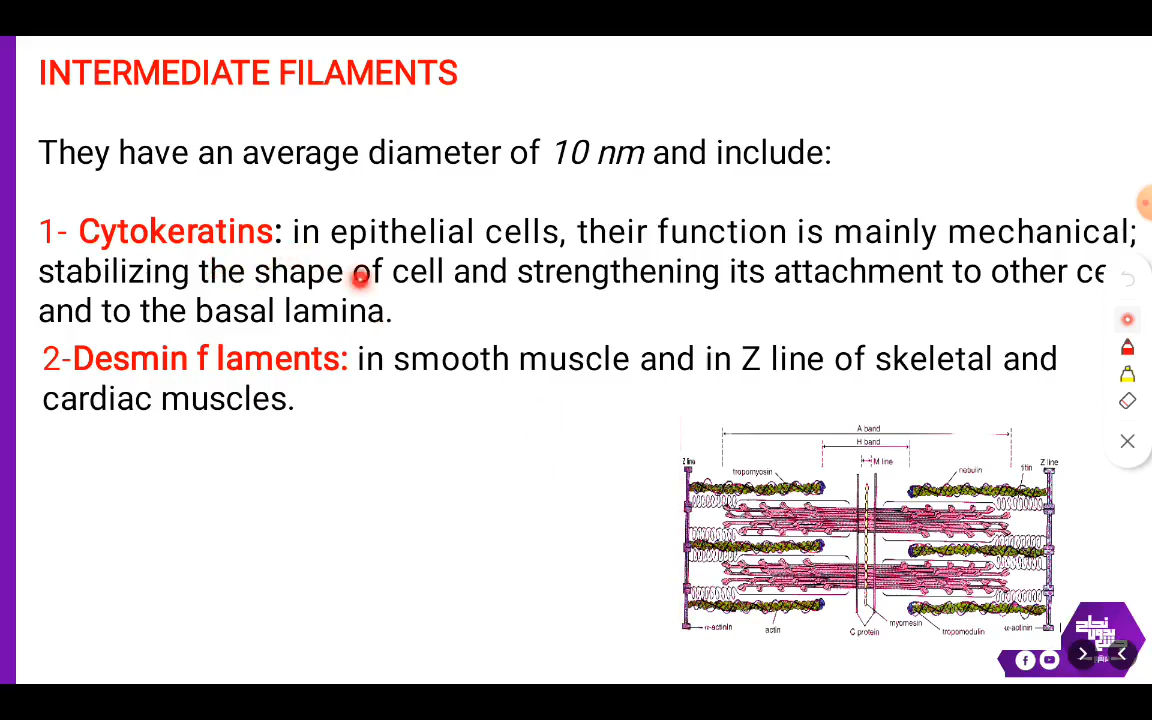 INTERMEDIATE FILAMENTS
They have an average diameter of 10 nm and include:
1- Cytokeratins: in epithelial cells, their function is mainly mechanical;
stabilizing the shape of cell and strengthening its attachment to other ce
and to the basal lamina.
2-Desmin f laments: in smooth muscle and in Z line of skeletal and
cardiac muscles.
A band
H band
Z line
M line
Z line
tropomyosin
nebulin
titin
α-actinin
actin
C protein
myomesin
tropomodulin
α-actinin